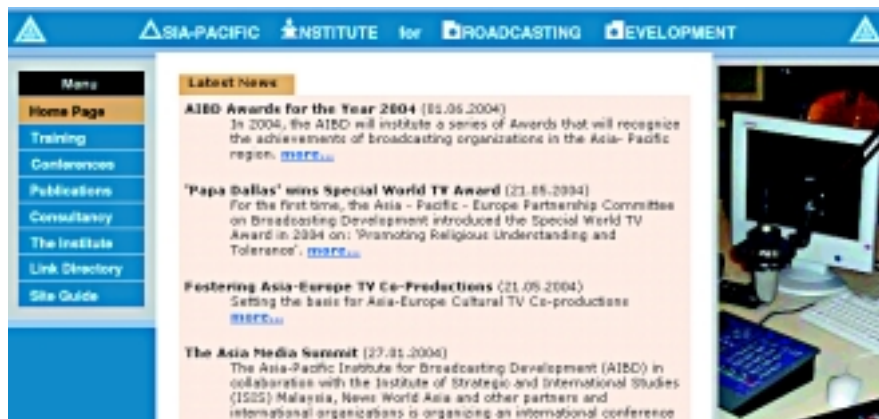 ASIA-PACIFIC INSTITUTE for BROADCASTING DEVELOPMENT
Menu
Home Page
Training
Conferences
Publications
Consultancy
The Institute
Link Directory
Site Guide
Latest News
AIBD Awards for the Year 2004 (01.06.2004)
In 2004, the AIBD will institute a series of Awards that will recognize
the achievements of broadcasting organizations in the Asia- Pacific
region. more...
'Papa Dallas' wins Special World TV Award (21.05.2004)
For the first time, the Asia - Pacific - Europe Partnership Committee
on Broadcasting Development introduced the Special World TV
Award in 2004 on: 'Promoting Religious Understanding and
Tolerance'. more...
Fostering Asia-Europe TV Co-Productions (21.05.2004)
Setting the basis for Asia-Europe Cultural TV Co-productions
more...
The Asia Media Summit (27.01.2004)
The Asia-Pacific Institute for Broadcasting Development (AIBD) in
collaboration with the Institute of Strategic and International Studies
(ISIS) Malaysia, News World Asia and other partners and
international organizations is organizing an international conference